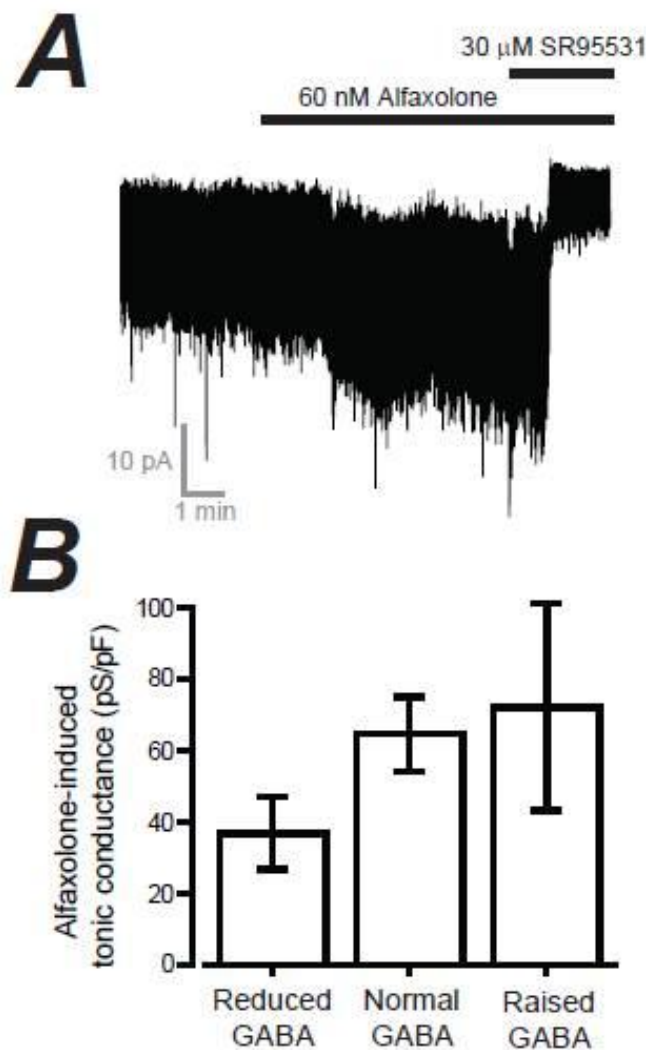 A
30 μM SR95531
60 nM Alfaxolone
10 pA
1 min
B
Alfaxolone-induced
tonic conductance (pS/pF)
100
80
60
40
20
0
Reduced
GABA
Normal
GABA
Raised
GABA